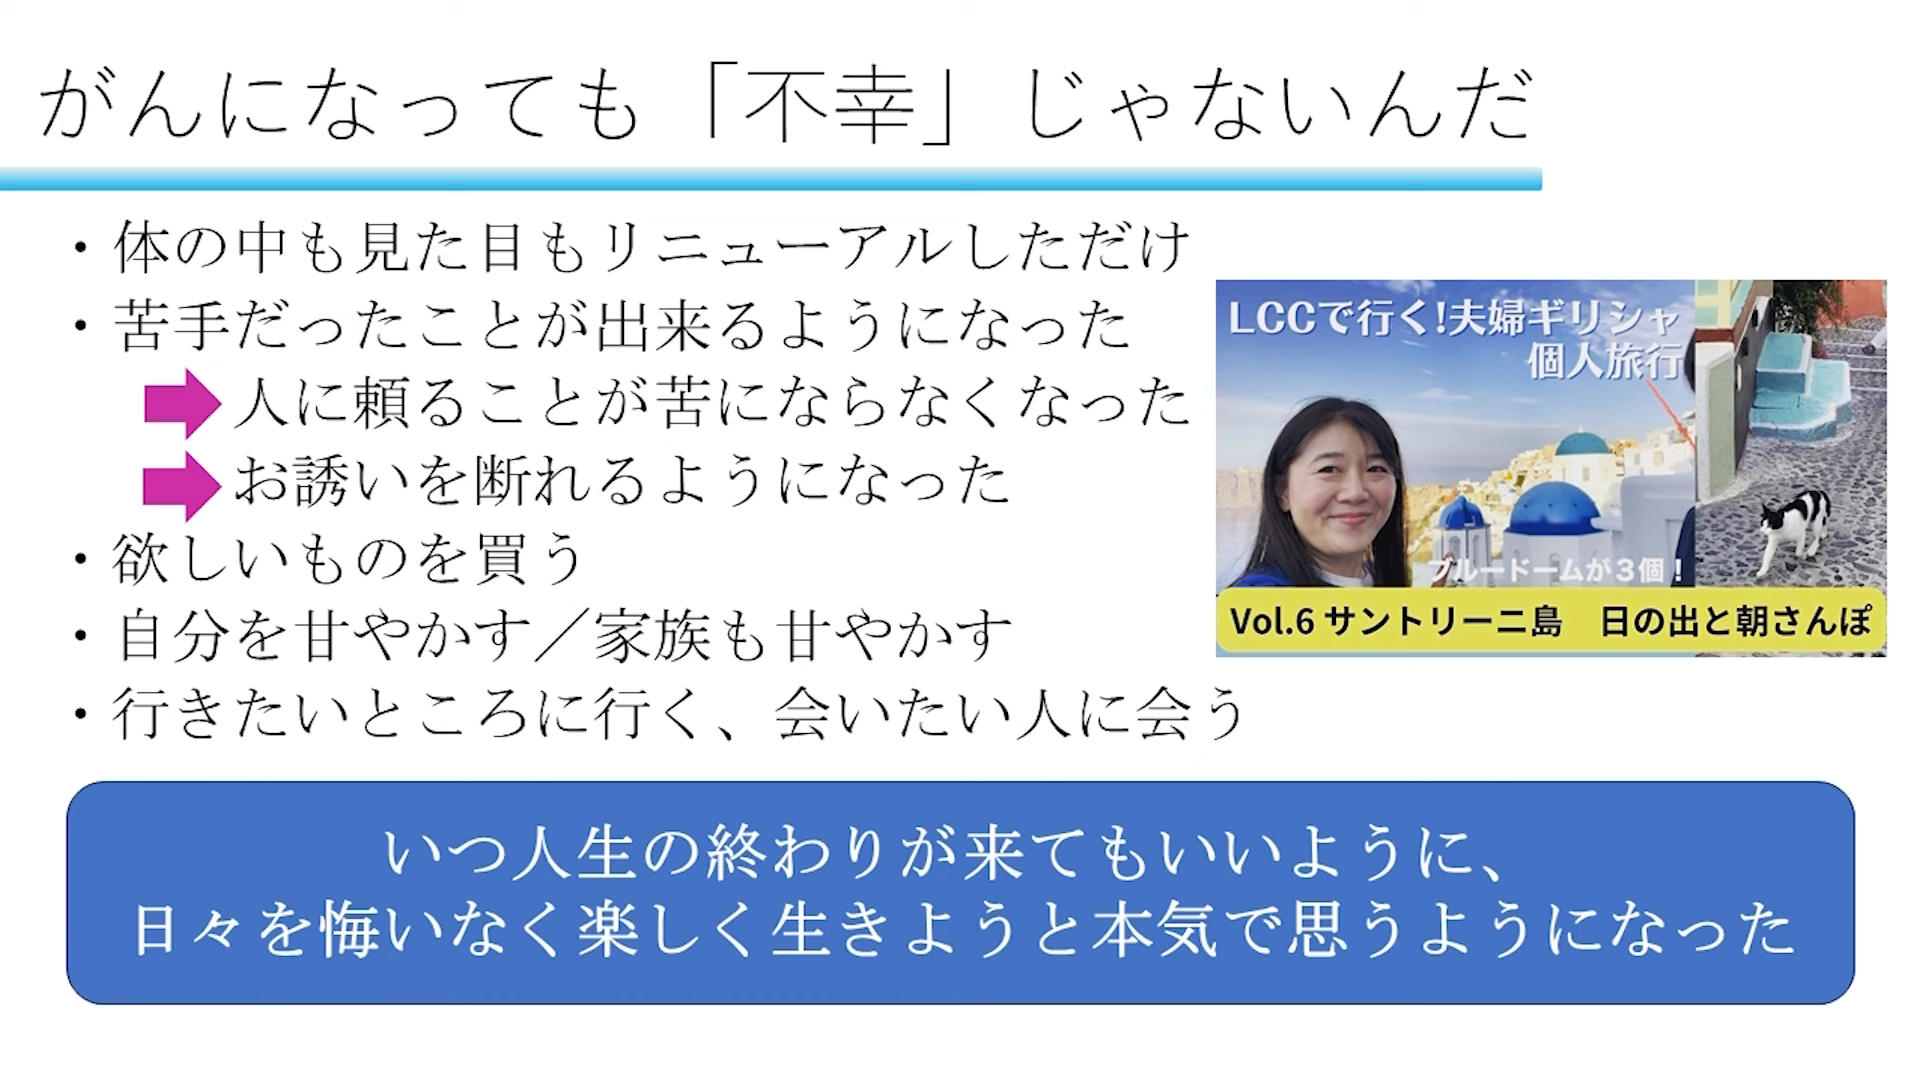 がんになっても「不幸」じゃないんだ
・体の中も見た目もリニューアルしただけ
・苦手だったことが出来るようになった
人に頼ることが苦にならなくなった
お誘いを断れるようになった
・欲しいものを買う
・自分を甘やかす／家族も甘やかす
・行きたいところに行く、会いたい人に会う
LCCで行く!夫婦ギリシャ
個人旅行
ブルードームが３個！
Vol.6 サントリーニ島　日の出と朝さんぽ
いつ人生の終わりが来てもいいように、
日々を悔いなく楽しく生きようと本気で思うようになった